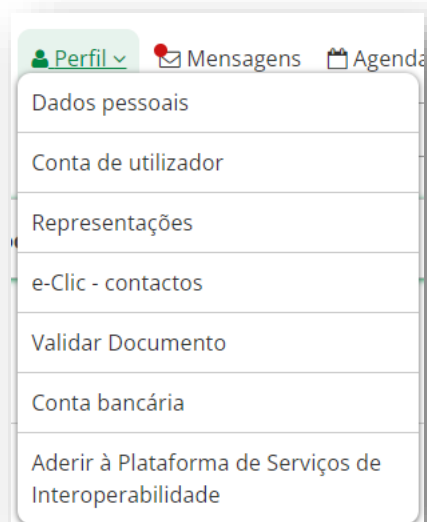 Perfil Mensagens Agenda
Dados pessoais
Conta de utilizador
Representações
e-Clic - contactos
Validar Documento
Conta bancária
Aderir à Plataforma de Serviços de
Interoperabilidade